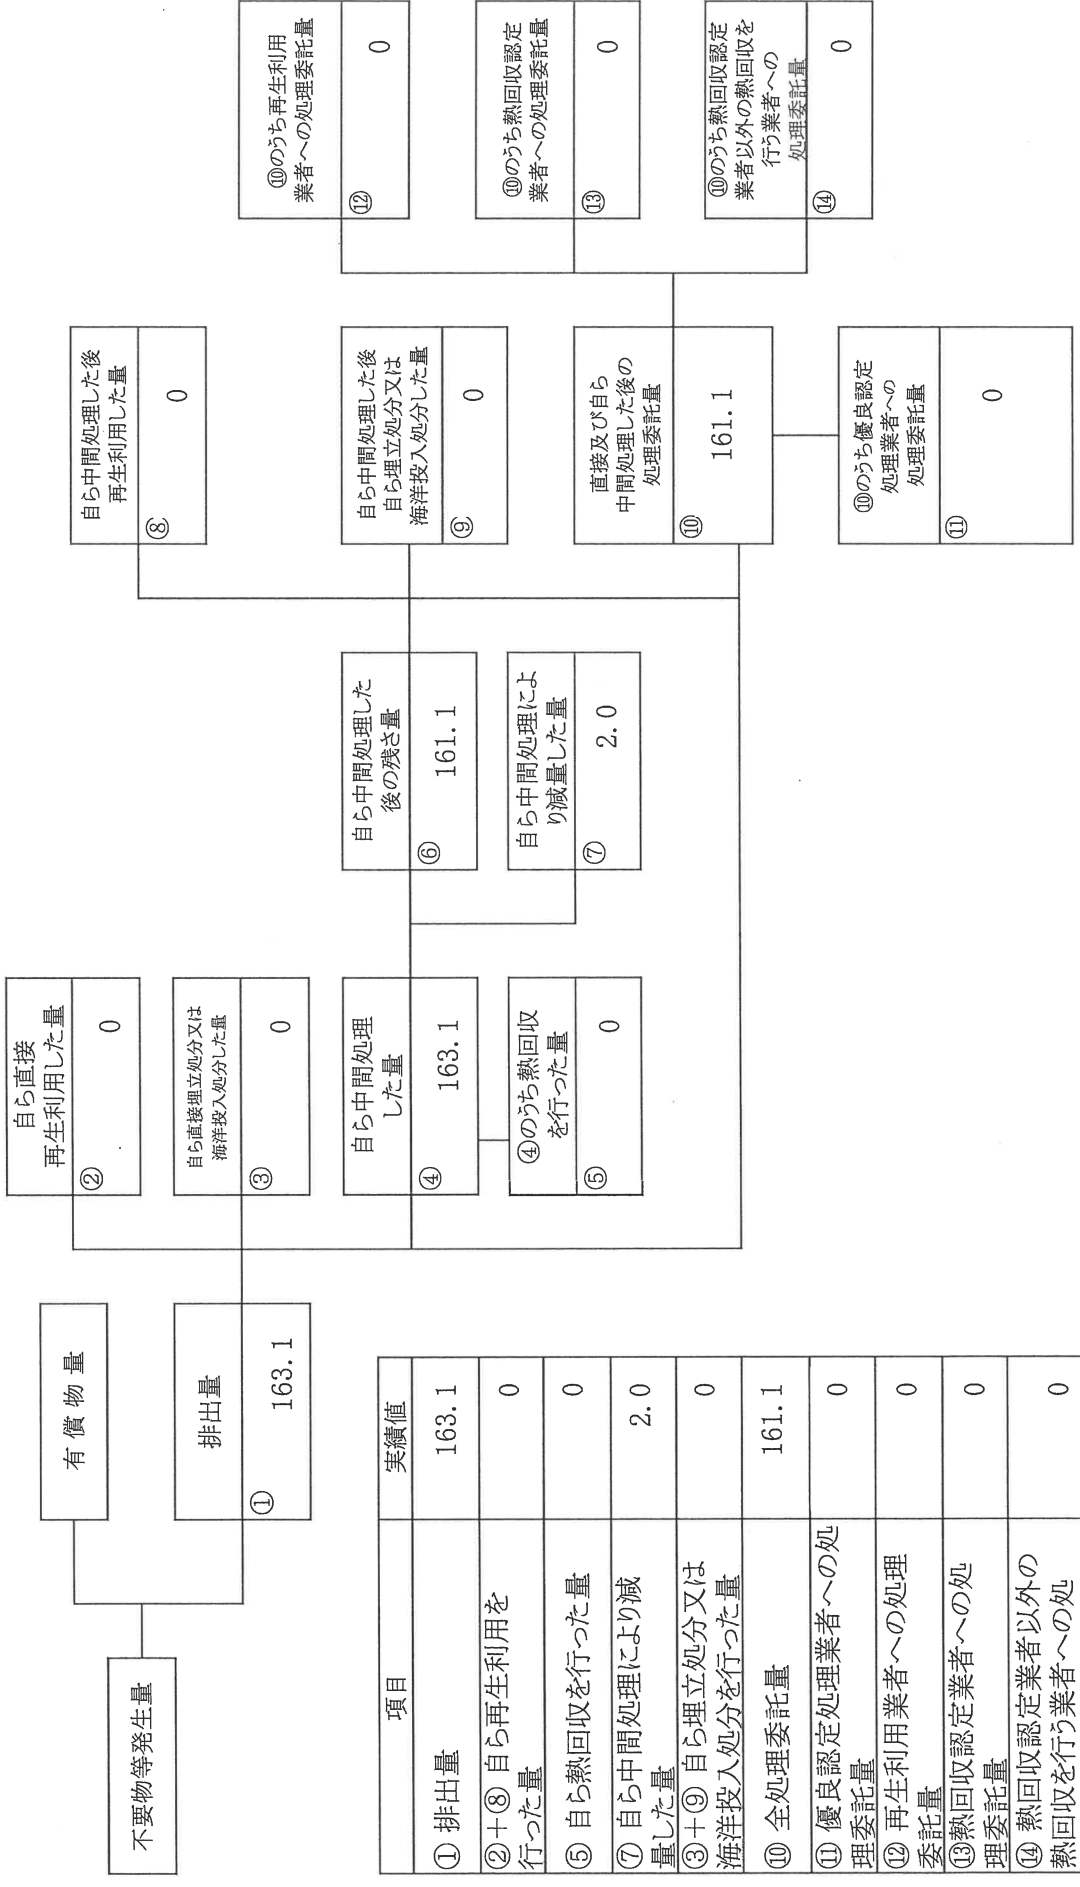 不要物等発生量
有償物量
排出量
① 163.1
自ら直接
再生利用した量
② 0
自ら直接埋立処分又は
海洋投入処分した量
③ 0
自ら中間処理
した量
④ 163.1
④のうち熱回収
を行った量
⑤ 0
自ら中間処理した
後の残さ量
⑥ 161.1
自ら中間処理によ
り減量した量
⑦ 2.0
自ら中間処理した後
再生利用した量
⑧ 0
自ら中間処理した後
自ら埋立処分又は
海洋投入処分した量
⑨ 0
直接及び自ら
中間処理した後の
処理委託量
⑩ 161.1
⑩のうち優良認定
処理業者への
処理委託量
⑪ 0
⑩のうち再生利用
業者への処理委託量
⑫ 0
⑩のうち熱回収認定
業者への処理委託量
⑬ 0
⑩のうち熱回収認定
業者以外の熱回収を
行う業者への
処理委託量
⑭ 0
項目 実績値
① 排出量 163.1
②+⑧ 自ら再生利用を
行った量 0
⑤ 自ら熱回収を行った量 0
⑦ 自ら中間処理により減
量した量 2.0
③+⑨ 自ら埋立処分又は
海洋投入処分を行った量 0
⑩ 全処理委託量 161.1
⑪ 優良認定処理業者への処
理委託量 0
⑫ 再生利用業者への処理
委託量 0
⑬熱回収認定業者への処
理委託量 0
⑭ 熱回収認定業者以外の
熱回収を行う業者への処 0